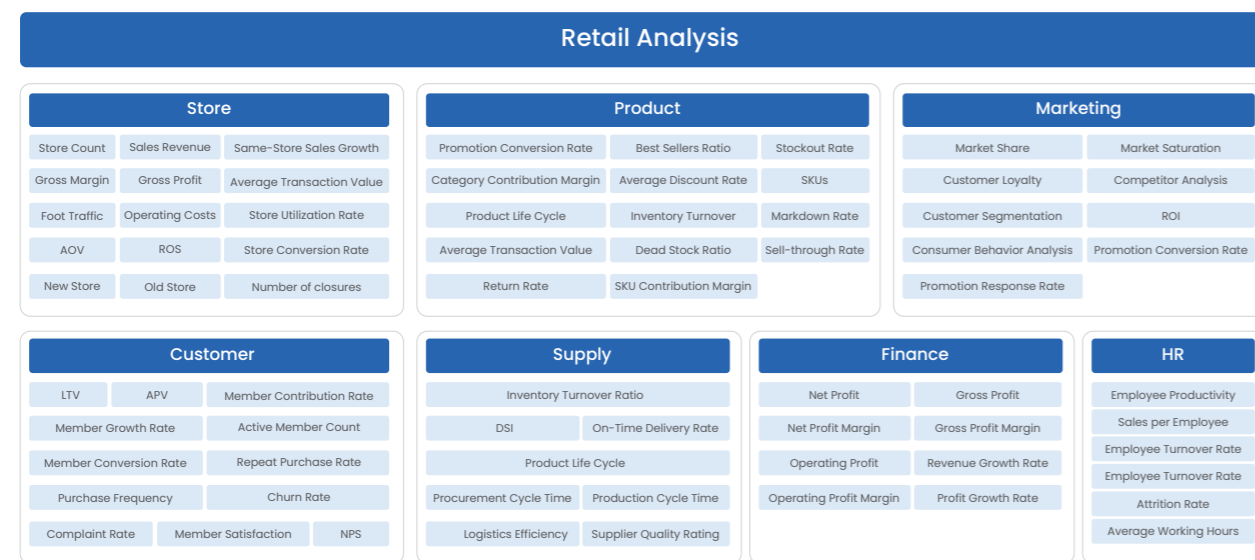 Retail Analysis
Store
Store Count Sales Revenue Same-Store Sales Growth
Gross Margin Gross Profit Average Transaction Value
Foot Traffic Operating Costs Store Utilization Rate
AOV ROS Store Conversion Rate
New Store Old Store Number of closures
Product
Promotion Conversion Rate Best Sellers Ratio Stockout Rate
Category Contribution Margin Average Discount Rate SKUs
Product Life Cycle Inventory Turnover Markdown Rate
Average Transaction Value Dead Stock Ratio Sell-through Rate
Return Rate SKU Contribution Margin
Marketing
Market Share Market Saturation
Customer Loyalty Competitor Analysis
Customer Segmentation ROI
Consumer Behavior Analysis Promotion Conversion Rate
Promotion Response Rate
Customer
LTV APV Member Contribution Rate
Member Growth Rate Active Member Count
Member Conversion Rate Repeat Purchase Rate
Purchase Frequency Churn Rate
Complaint Rate Member Satisfaction NPS
Supply
Inventory Turnover Ratio
DSI On-Time Delivery Rate
Product Life Cycle
Procurement Cycle Time Production Cycle Time
Logistics Efficiency Supplier Quality Rating
Finance
Net Profit Gross Profit
Net Profit Margin Gross Profit Margin
Operating Profit Revenue Growth Rate
Operating Profit Margin Profit Growth Rate
HR
Employee Productivity
Sales per Employee
Employee Turnover Rate
Employee Turnover Rate
Attrition Rate
Average Working Hours